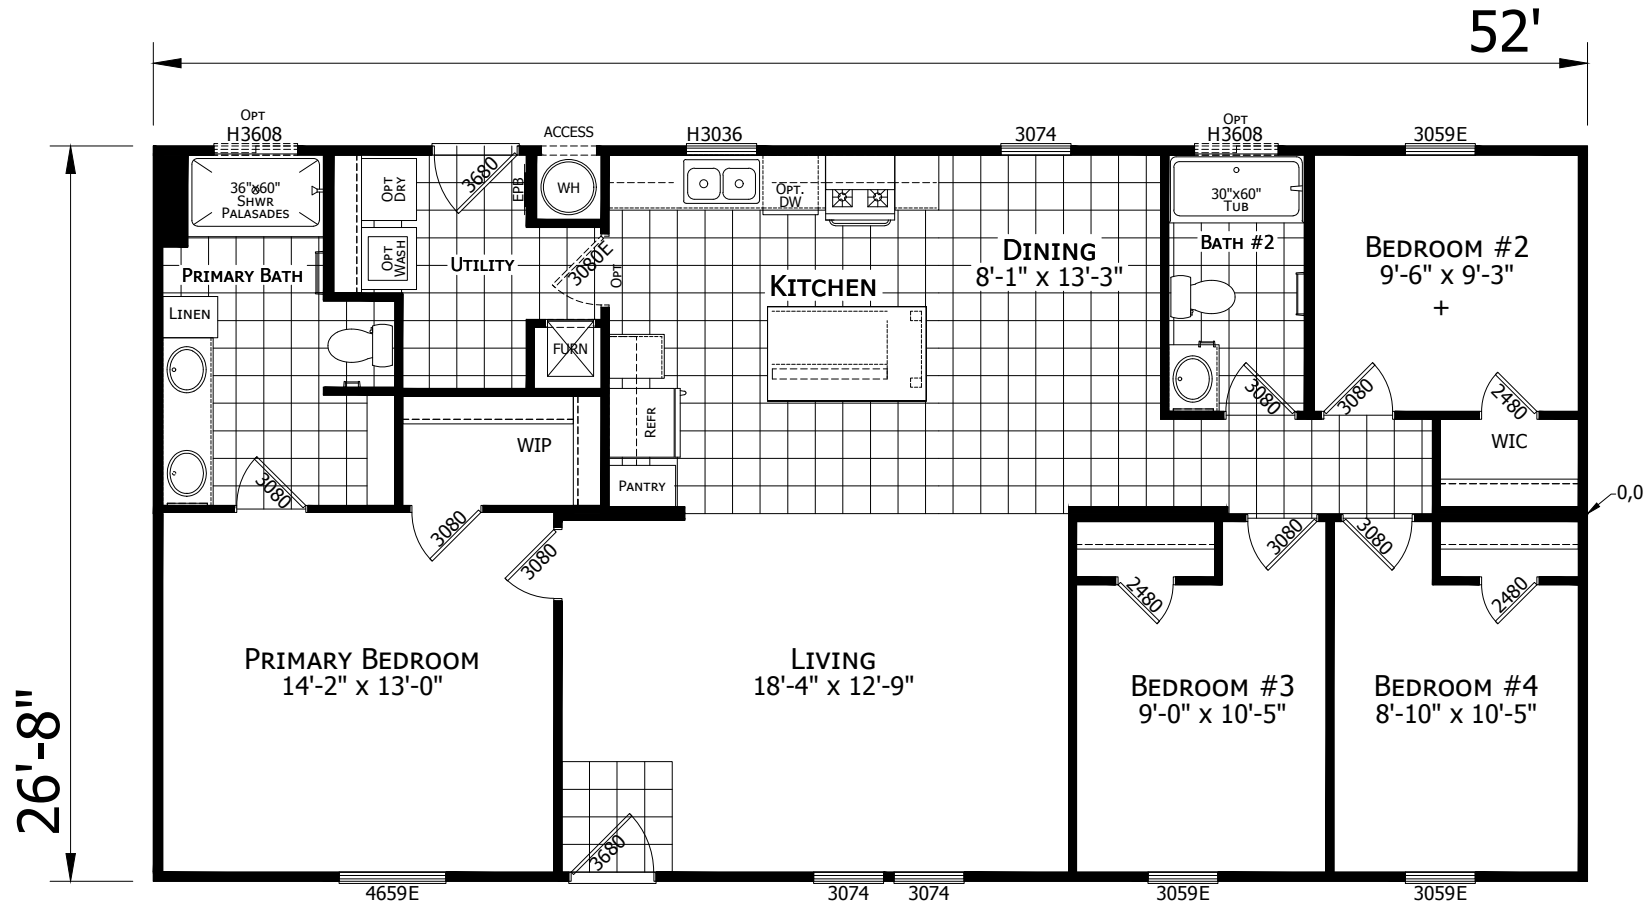 52'
OPT
H3608
ACCESS
H3036
3074
OPT
H3608
3059E
36"x60"
SHWR
PALASADES
OPT
DRY
3680
EPB
WH
OPT.
DW
30"x60"
TUB
PRIMARY BATH
OPT
WASH
UTILITY
3080E
OPT
KITCHEN
DINING
8'-1" x 13'-3"
BATH #2
BEDROOM #2
9'-6" x 9'-3"
+
LINEN
FURN
3080
3080
2480
REFR
WIP
WIC
PANTRY
3080
0,0
3080
3080
3080
3080
2480
2480
PRIMARY BEDROOM
14'-2" x 13'-0"
LIVING
18'-4" x 12'-9"
BEDROOM #3
9'-0" x 10'-5"
BEDROOM #4
8'-10" x 10'-5"
26'-8"
3680
4659E
3074
3074
3059E
3059E